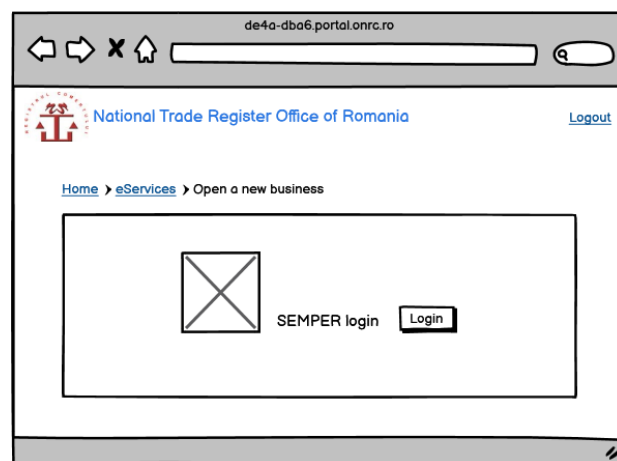 de4a-dba6.portal.onrc.ro
National Trade Register Office of Romania
Logout
Home > eServices > Open a new business
SEMPER login
Login